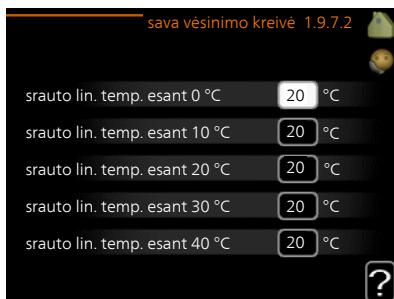 sava vėsinimo kreivė 1.9.7.2
srauto lin. temp. esant 0 °C 20 °C
srauto lin. temp. esant 10 °C 20 °C
srauto lin. temp. esant 20 °C 20 °C
srauto lin. temp. esant 30 °C 20 °C
srauto lin. temp. esant 40 °C 20 °C
?